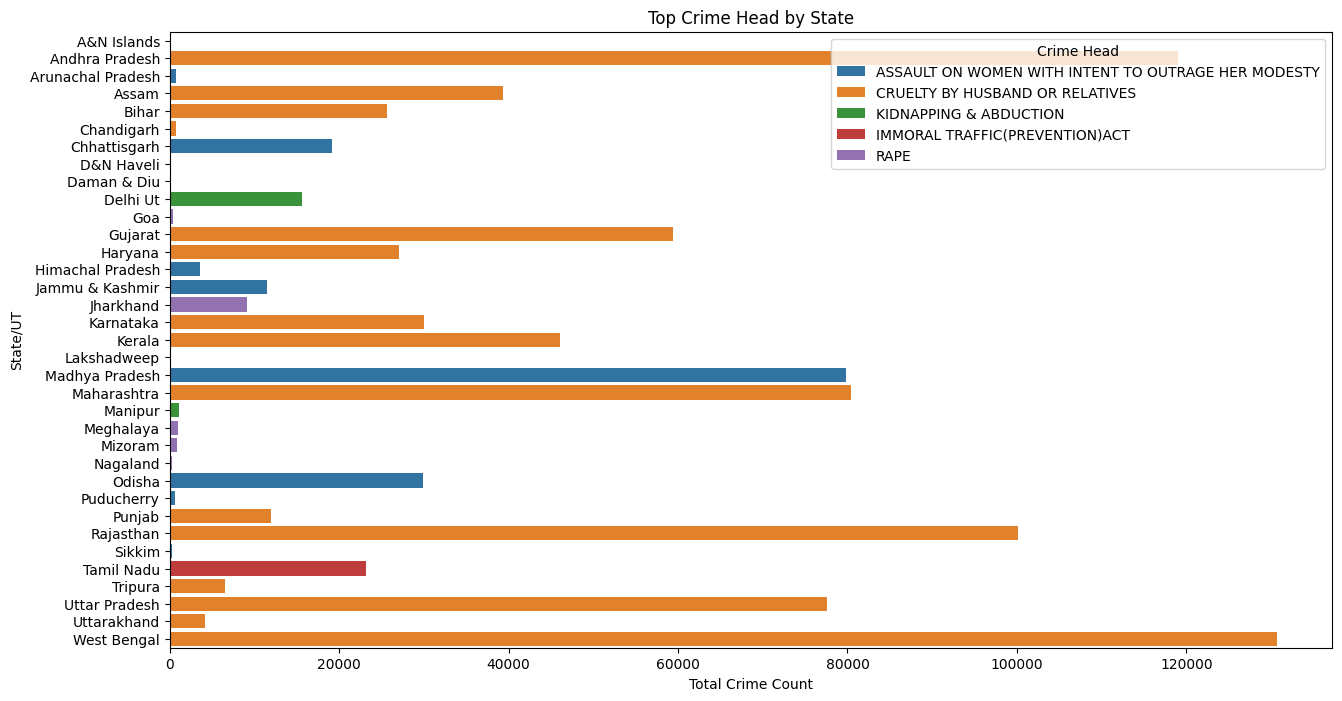 Top Crime Head by State
Crime Head
ASSAULT ON WOMEN WITH INTENT TO OUTRAGE HER MODESTY
CRUELTY BY HUSBAND OR RELATIVES
KIDNAPPING & ABDUCTION
IMMORAL TRAFFIC(PREVENTION)ACT
RAPE
State/UT
A&N Islands
Andhra Pradesh
Arunachal Pradesh
Assam
Bihar
Chandigarh
Chhattisgarh
D&N Haveli
Daman & Diu
Delhi Ut
Goa
Gujarat
Haryana
Himachal Pradesh
Jammu & Kashmir
Jharkhand
Karnataka
Kerala
Lakshadweep
Madhya Pradesh
Maharashtra
Manipur
Meghalaya
Mizoram
Nagaland
Odisha
Puducherry
Punjab
Rajasthan
Sikkim
Tamil Nadu
Tripura
Uttar Pradesh
Uttarakhand
West Bengal
0 20000 40000 60000 80000 100000 120000
Total Crime Count